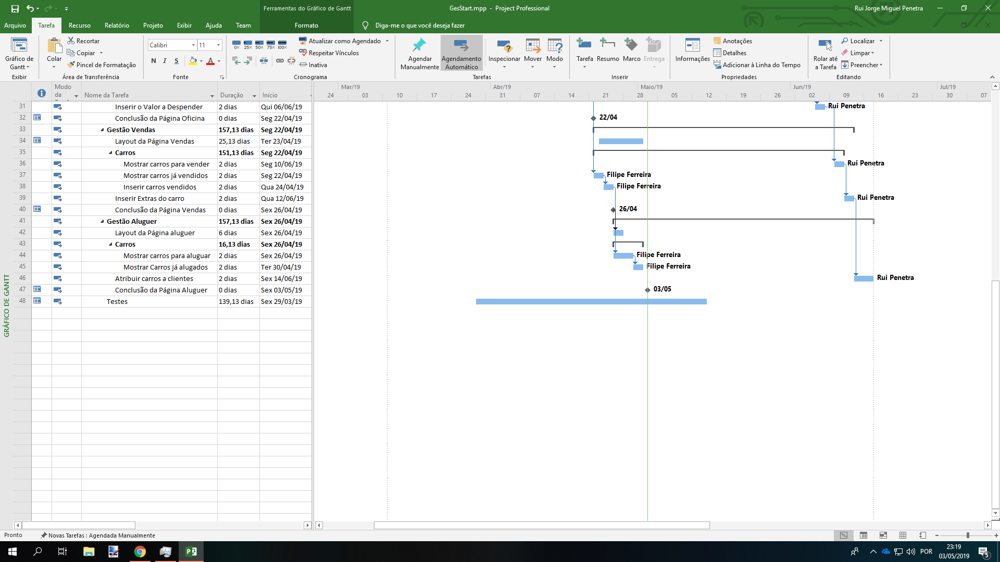 Ferramentas do Gráfico de Gantt
GesStart.mpp - Project Professional
Rui Jorge Miguel Penetra
Arquivo Tarefa Recurso Relatório Projeto Exibir Ajuda Team Formato Diga-me o que você deseja fazer
Gráfico de Gantt
Exibir
Colar
Recortar
Copiar
Pincel de Formatação
Área de Transferência
Calibri 11
N I S
Fonte
0% 25% 50% 75% 100%
Atualizar como Agendado
Respeitar Vínculos
Inativa
Cronograma
Agendar Manualmente
Agendamento Automático
Inspecionar
Mover
Modo
Tarefas
Tarefa
Resumo
Marco
Entrega
Inserir
Informações
Anotações
Detalhes
Adicionar à Linha do Tempo
Propriedades
Rolar até a Tarefa
Localizar
Limpar
Preencher
Editando
Modo da Nome da Tarefa Duração Início
Mar/19 Abr/19 Maio/19 Jun/19 Jul/19
24 03 10 17 24 31 07 14 21 28 05 12 19 26 02 09 16 23 30 07
31 Inserir o Valor a Despender 2 dias Qui 06/06/19 Rui Penetra
32 Conclusão da Página Oficina 0 dias Seg 22/04/19 22/04
33 Gestão Vendas 157,13 dias Seg 22/04/19
34 Layout da Página Vendas 25,13 dias Ter 23/04/19
35 Carros 151,13 dias Seg 22/04/19
36 Mostrar carros para vender 2 dias Seg 10/06/19 Rui Penetra
37 Mostrar carros já vendidos 2 dias Seg 22/04/19 Filipe Ferreira
38 Inserir carros vendidos 2 dias Qua 24/04/19 Filipe Ferreira
39 Inserir Extras do carro 2 dias Qua 12/06/19 Rui Penetra
40 Conclusão da Página Vendas 0 dias Sex 26/04/19 26/04
41 Gestão Aluguer 157,13 dias Sex 26/04/19
42 Layout da Página aluguer 6 dias Sex 26/04/19
43 Carros 16,13 dias Sex 26/04/19
44 Mostrar carros para aluguar 2 dias Sex 26/04/19 Filipe Ferreira
45 Mostrar Carros já alugados 2 dias Ter 30/04/19 Filipe Ferreira
46 Atribuir carros a clientes 2 dias Sex 14/06/19 Rui Penetra
47 Conclusão da Página Aluguer 0 dias Sex 03/05/19 03/05
48 Testes 139,13 dias Sex 29/03/19
GRÁFICO DE GANTT
Pronto Novas Tarefas : Agendada Manualmente
POR
23:19
03/05/2019
5